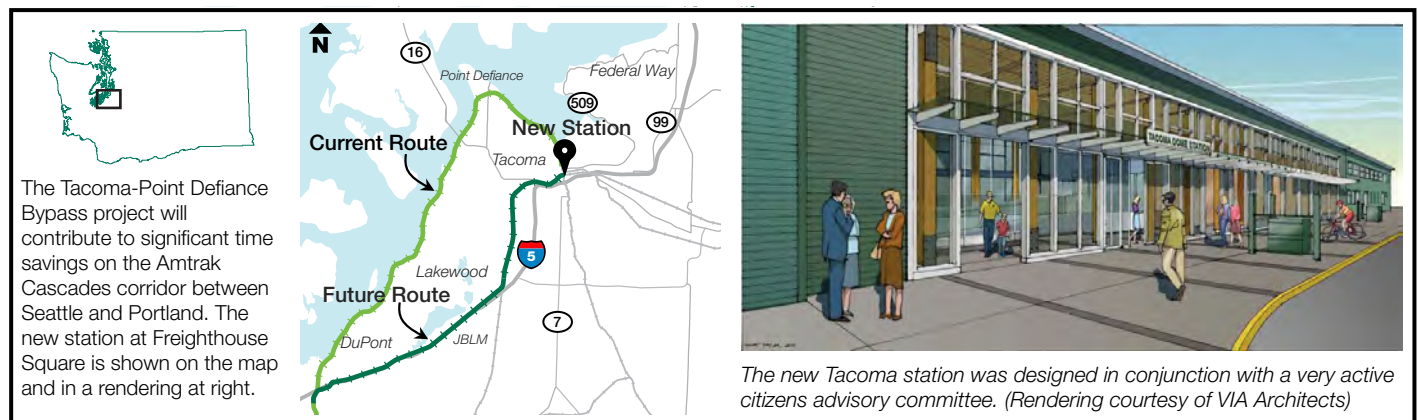 The Tacoma-Point Defiance
Bypass project will
contribute to significant time
savings on the Amtrak
Cascades corridor between
Seattle and Portland. The
new station at Freighthouse
Square is shown on the map
and in a rendering at right.
N
16
Point Defiance
Federal Way
509
99
New Station
Current Route
Tacoma
5
Lakewood
Future Route
7
DuPont
JBLM
TACOMA DOME STATION
The new Tacoma station was designed in conjunction with a very active
citizens advisory committee. (Rendering courtesy of VIA Architects)